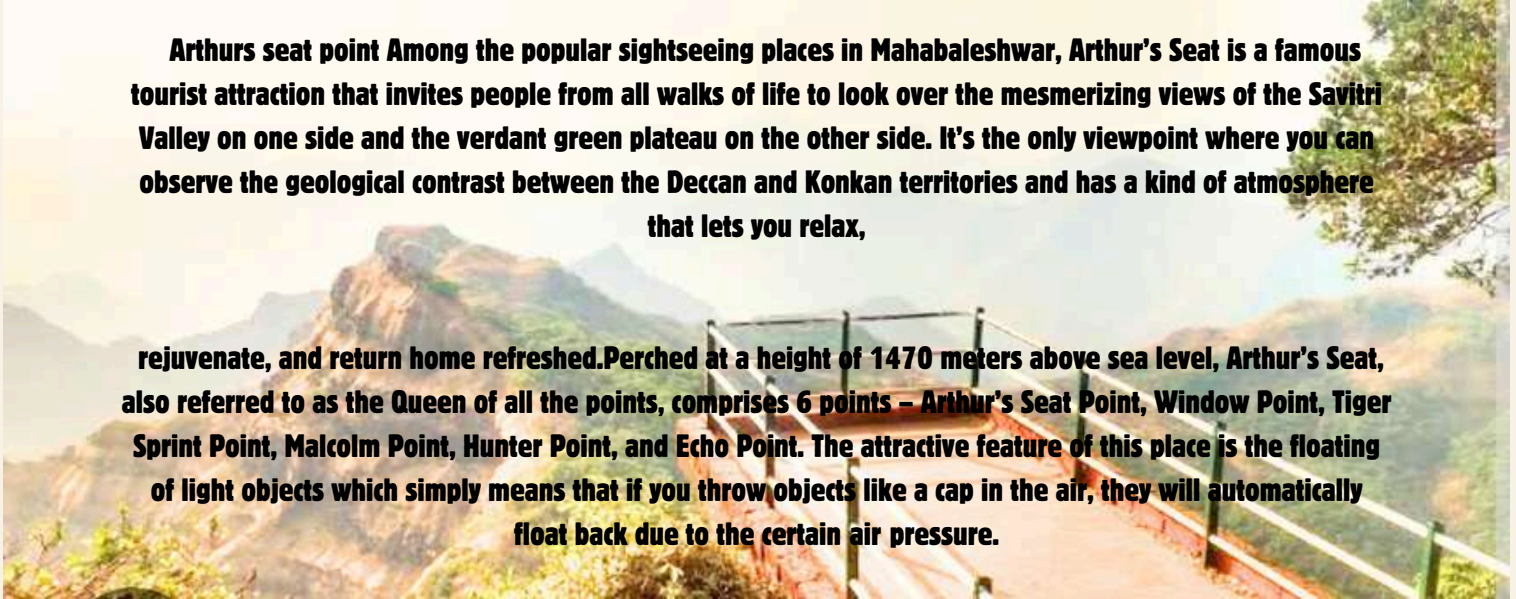 Arthurs seat point Among the popular sightseeing places in Mahabaleshwar, Arthur’s Seat is a famous
tourist attraction that invites people from all walks of life to look over the mesmerizing views of the Savitri
Valley on one side and the verdant green plateau on the other side. It’s the only viewpoint where you can
observe the geological contrast between the Deccan and Konkan territories and has a kind of atmosphere
that lets you relax,
rejuvenate, and return home refreshed.Perched at a height of 1470 meters above sea level, Arthur’s Seat,
also referred to as the Queen of all the points, comprises 6 points – Arthur’s Seat Point, Window Point, Tiger
Sprint Point, Malcolm Point, Hunter Point, and Echo Point. The attractive feature of this place is the floating
of light objects which simply means that if you throw objects like a cap in the air, they will automatically
float back due to the certain air pressure.